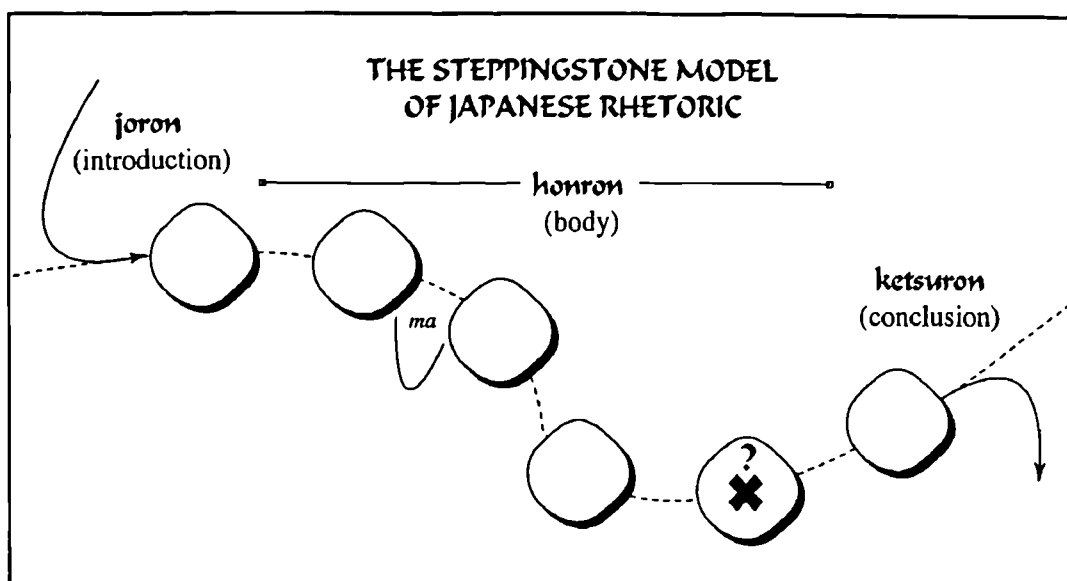 THE STEPPINGSTONE MODEL
OF JAPANESE RHETORIC
joron
(introduction)
honron
(body)
ma
ketsuron
(conclusion)
?